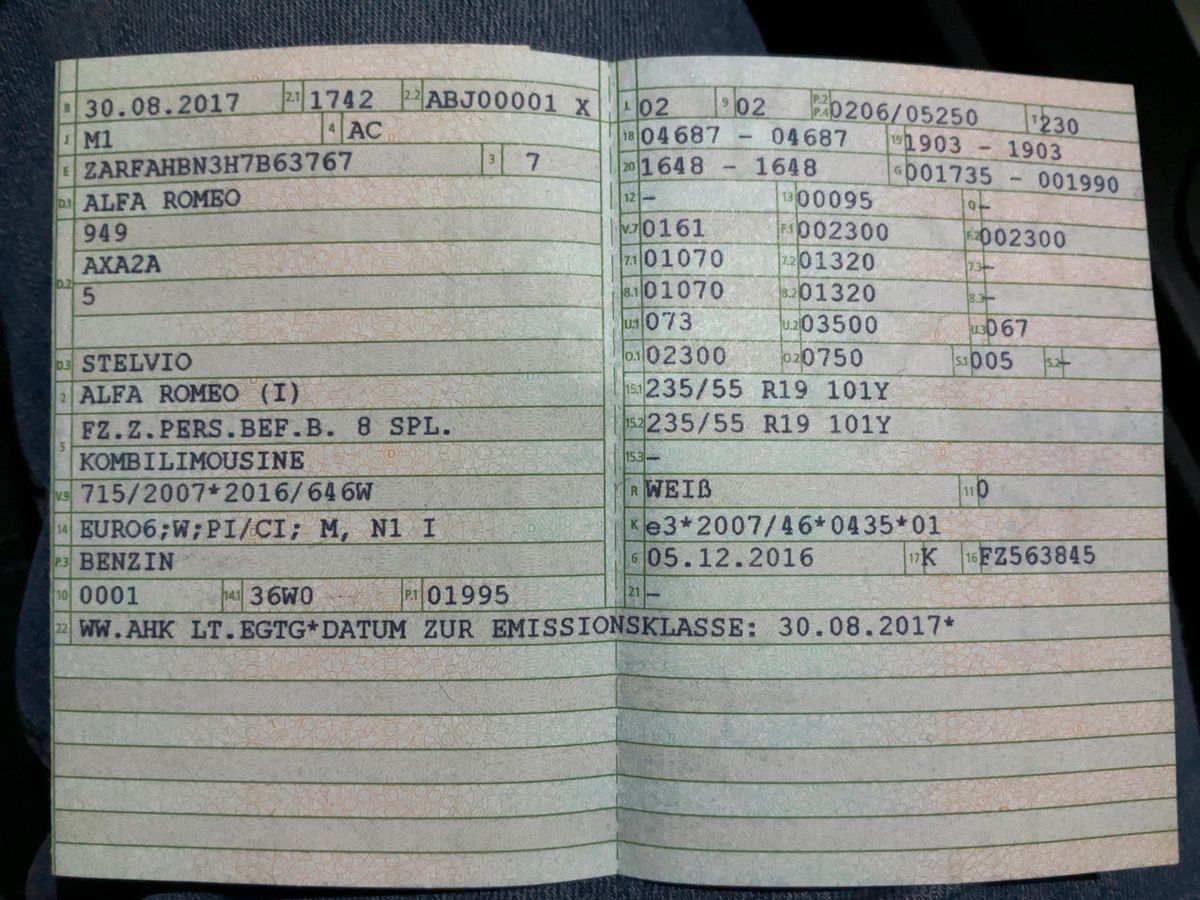 B 30.08.2017 2.1 1742 2.2 ABJ00001 X
J M1 4 AC
E ZARFAHBN3H7B63767 3 7
D.1 ALFA ROMEO
949
D.2 AXA2A
5
D.3 STELVIO
2 ALFA ROMEO (I)
5 FZ.Z.PERS.BEF.B. 8 SPL.
KOMBILIMOUSINE
V.9 715/2007*2016/646W
14 EURO6;W;PI/CI; M, N1 I
P.3 BENZIN
10 0001 14.1 36W0 P.1 01995
L 02 9 02 P.2 P.4 0206/05250 T 230
18 04687 - 04687 19 1903 - 1903
20 1648 - 1648 G 001735 - 001990
12 - 13 00095 Q -
V.7 0161 F.1 002300 F.2 002300
7.1 01070 7.2 01320 7.3 -
8.1 01070 8.2 01320 8.3 -
U.1 073 U.2 03500 U.3 067
O.1 02300 O.2 0750 S.1 005 S.2 -
15.1 235/55 R19 101Y
15.2 235/55 R19 101Y
15.3 -
R WEIß 11 0
K e3*2007/46*0435*01
6 05.12.2016 17 K 16 FZ563845
21 -
22 WW.AHK LT.EGTG*DATUM ZUR EMISSIONSKLASSE: 30.08.2017*